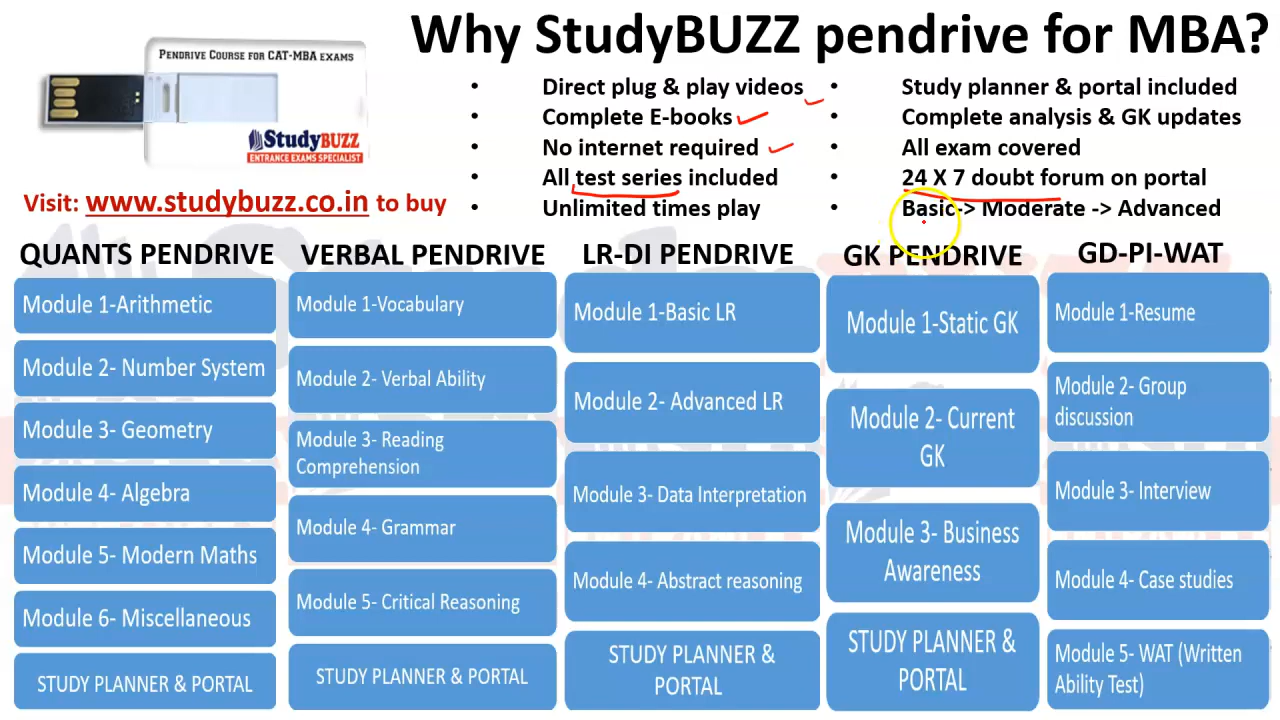 PENDRIVE COURSE FOR CAT-MBA EXAMS
StudyBUZZ
ENTRANCE EXAMS SPECIALIST
Visit: www.studybuzz.co.in to buy
Why StudyBUZZ pendrive for MBA?
• Direct plug & play videos
• Complete E-books
• No internet required
• All test series included
• Unlimited times play
• Study planner & portal included
• Complete analysis & GK updates
• All exam covered
• 24 X 7 doubt forum on portal
• Basic-> Moderate -> Advanced
QUANTS PENDRIVE
Module 1-Arithmetic
Module 2- Number System
Module 3- Geometry
Module 4- Algebra
Module 5- Modern Maths
Module 6- Miscellaneous
STUDY PLANNER & PORTAL
VERBAL PENDRIVE
Module 1-Vocabulary
Module 2- Verbal Ability
Module 3- Reading
Comprehension
Module 4- Grammar
Module 5- Critical Reasoning
STUDY PLANNER & PORTAL
LR-DI PENDRIVE
Module 1-Basic LR
Module 2- Advanced LR
Module 3- Data Interpretation
Module 4- Abstract reasoning
STUDY PLANNER &
PORTAL
GK PENDRIVE
Module 1-Static GK
Module 2- Current
GK
Module 3- Business
Awareness
STUDY PLANNER &
PORTAL
GD-PI-WAT
Module 1-Resume
Module 2- Group
discussion
Module 3- Interview
Module 4- Case studies
Module 5- WAT (Written
Ability Test)